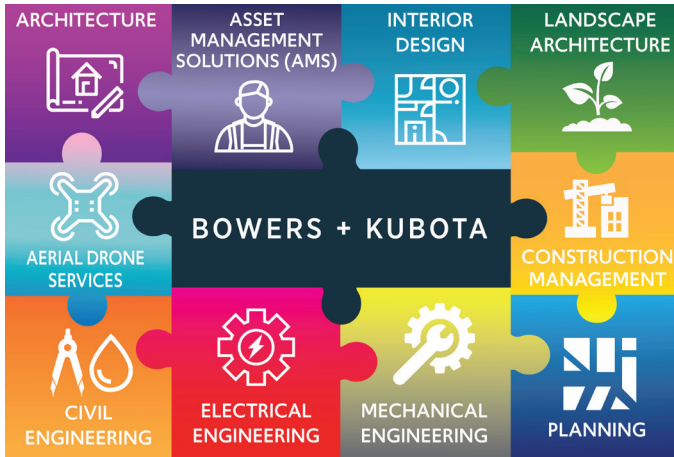 ARCHITECTURE
ASSET
MANAGEMENT
SOLUTIONS (AMS)
INTERIOR
DESIGN
LANDSCAPE
ARCHITECTURE
AERIAL DRONE
SERVICES
BOWERS + KUBOTA
CONSTRUCTION
MANAGEMENT
CIVIL
ENGINEERING
ELECTRICAL
ENGINEERING
MECHANICAL
ENGINEERING
PLANNING